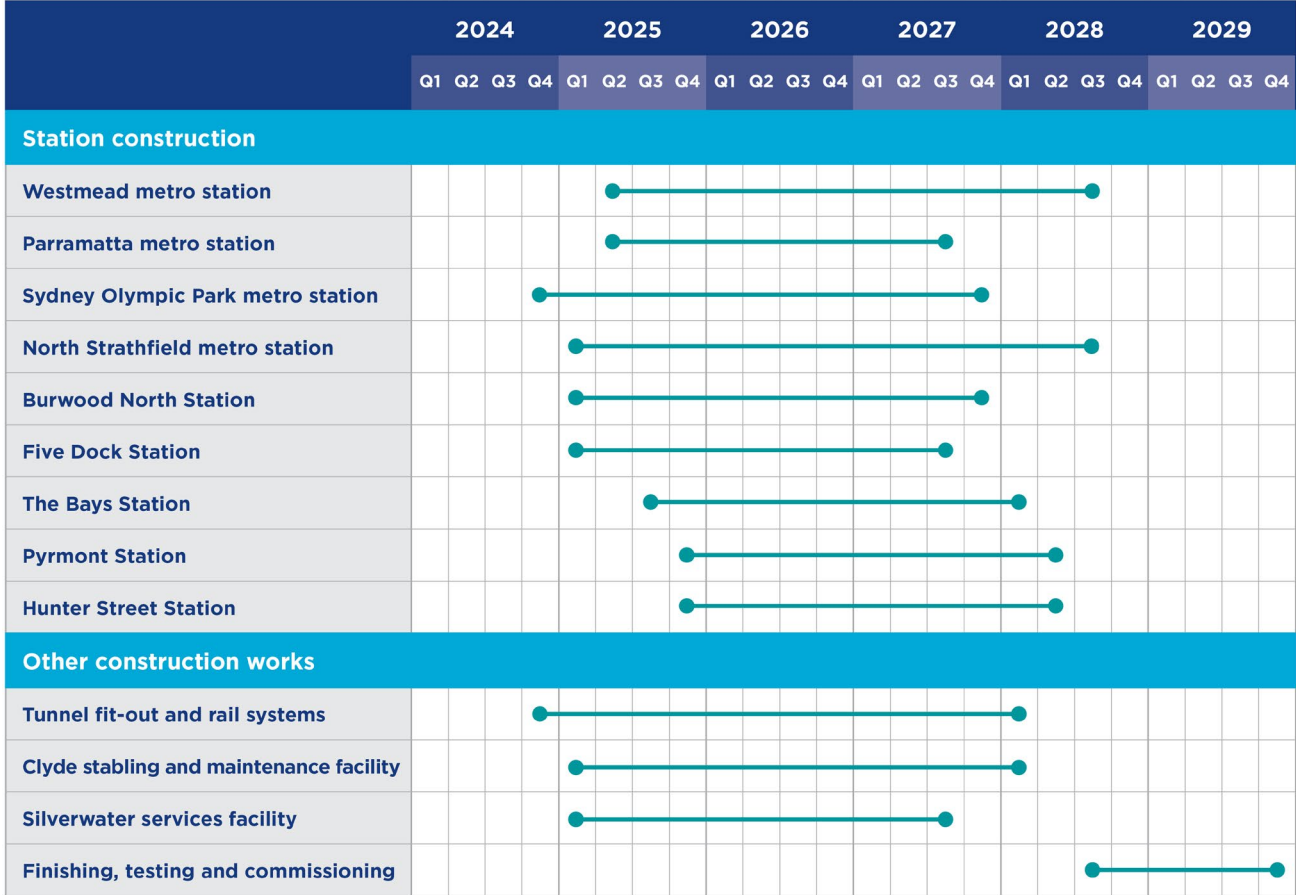 2024 2025 2026 2027 2028 2029
Q1 Q2 Q3 Q4 Q1 Q2 Q3 Q4 Q1 Q2 Q3 Q4 Q1 Q2 Q3 Q4 Q1 Q2 Q3 Q4 Q1 Q2 Q3 Q4
Station construction
Westmead metro station
Parramatta metro station
Sydney Olympic Park metro station
North Strathfield metro station
Burwood North Station
Five Dock Station
The Bays Station
Pyrmont Station
Hunter Street Station
Other construction works
Tunnel fit-out and rail systems
Clyde stabling and maintenance facility
Silverwater services facility
Finishing, testing and commissioning